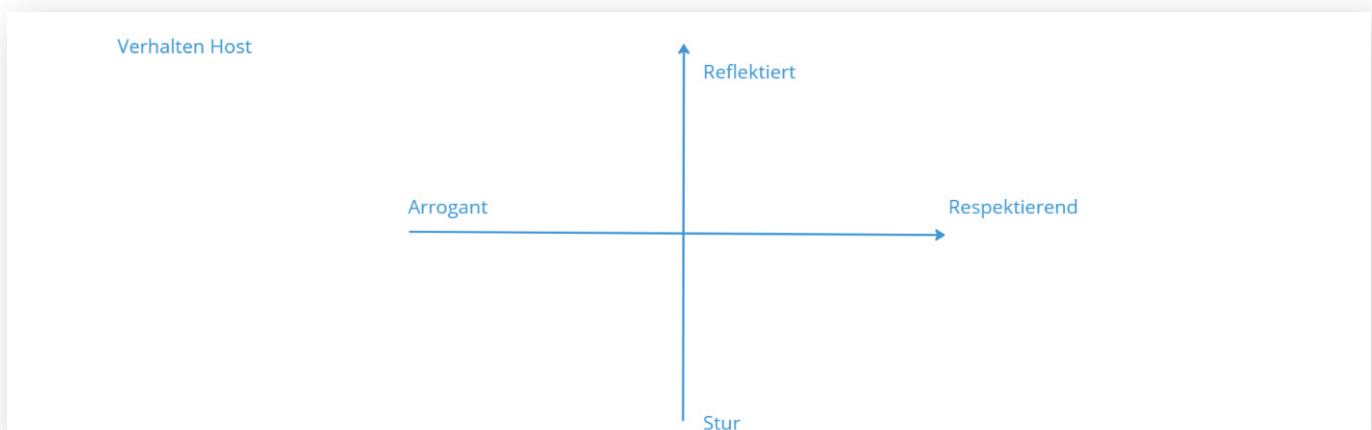 Verhalten Host
Reflektiert
Arrogant
Respektierend
Stur